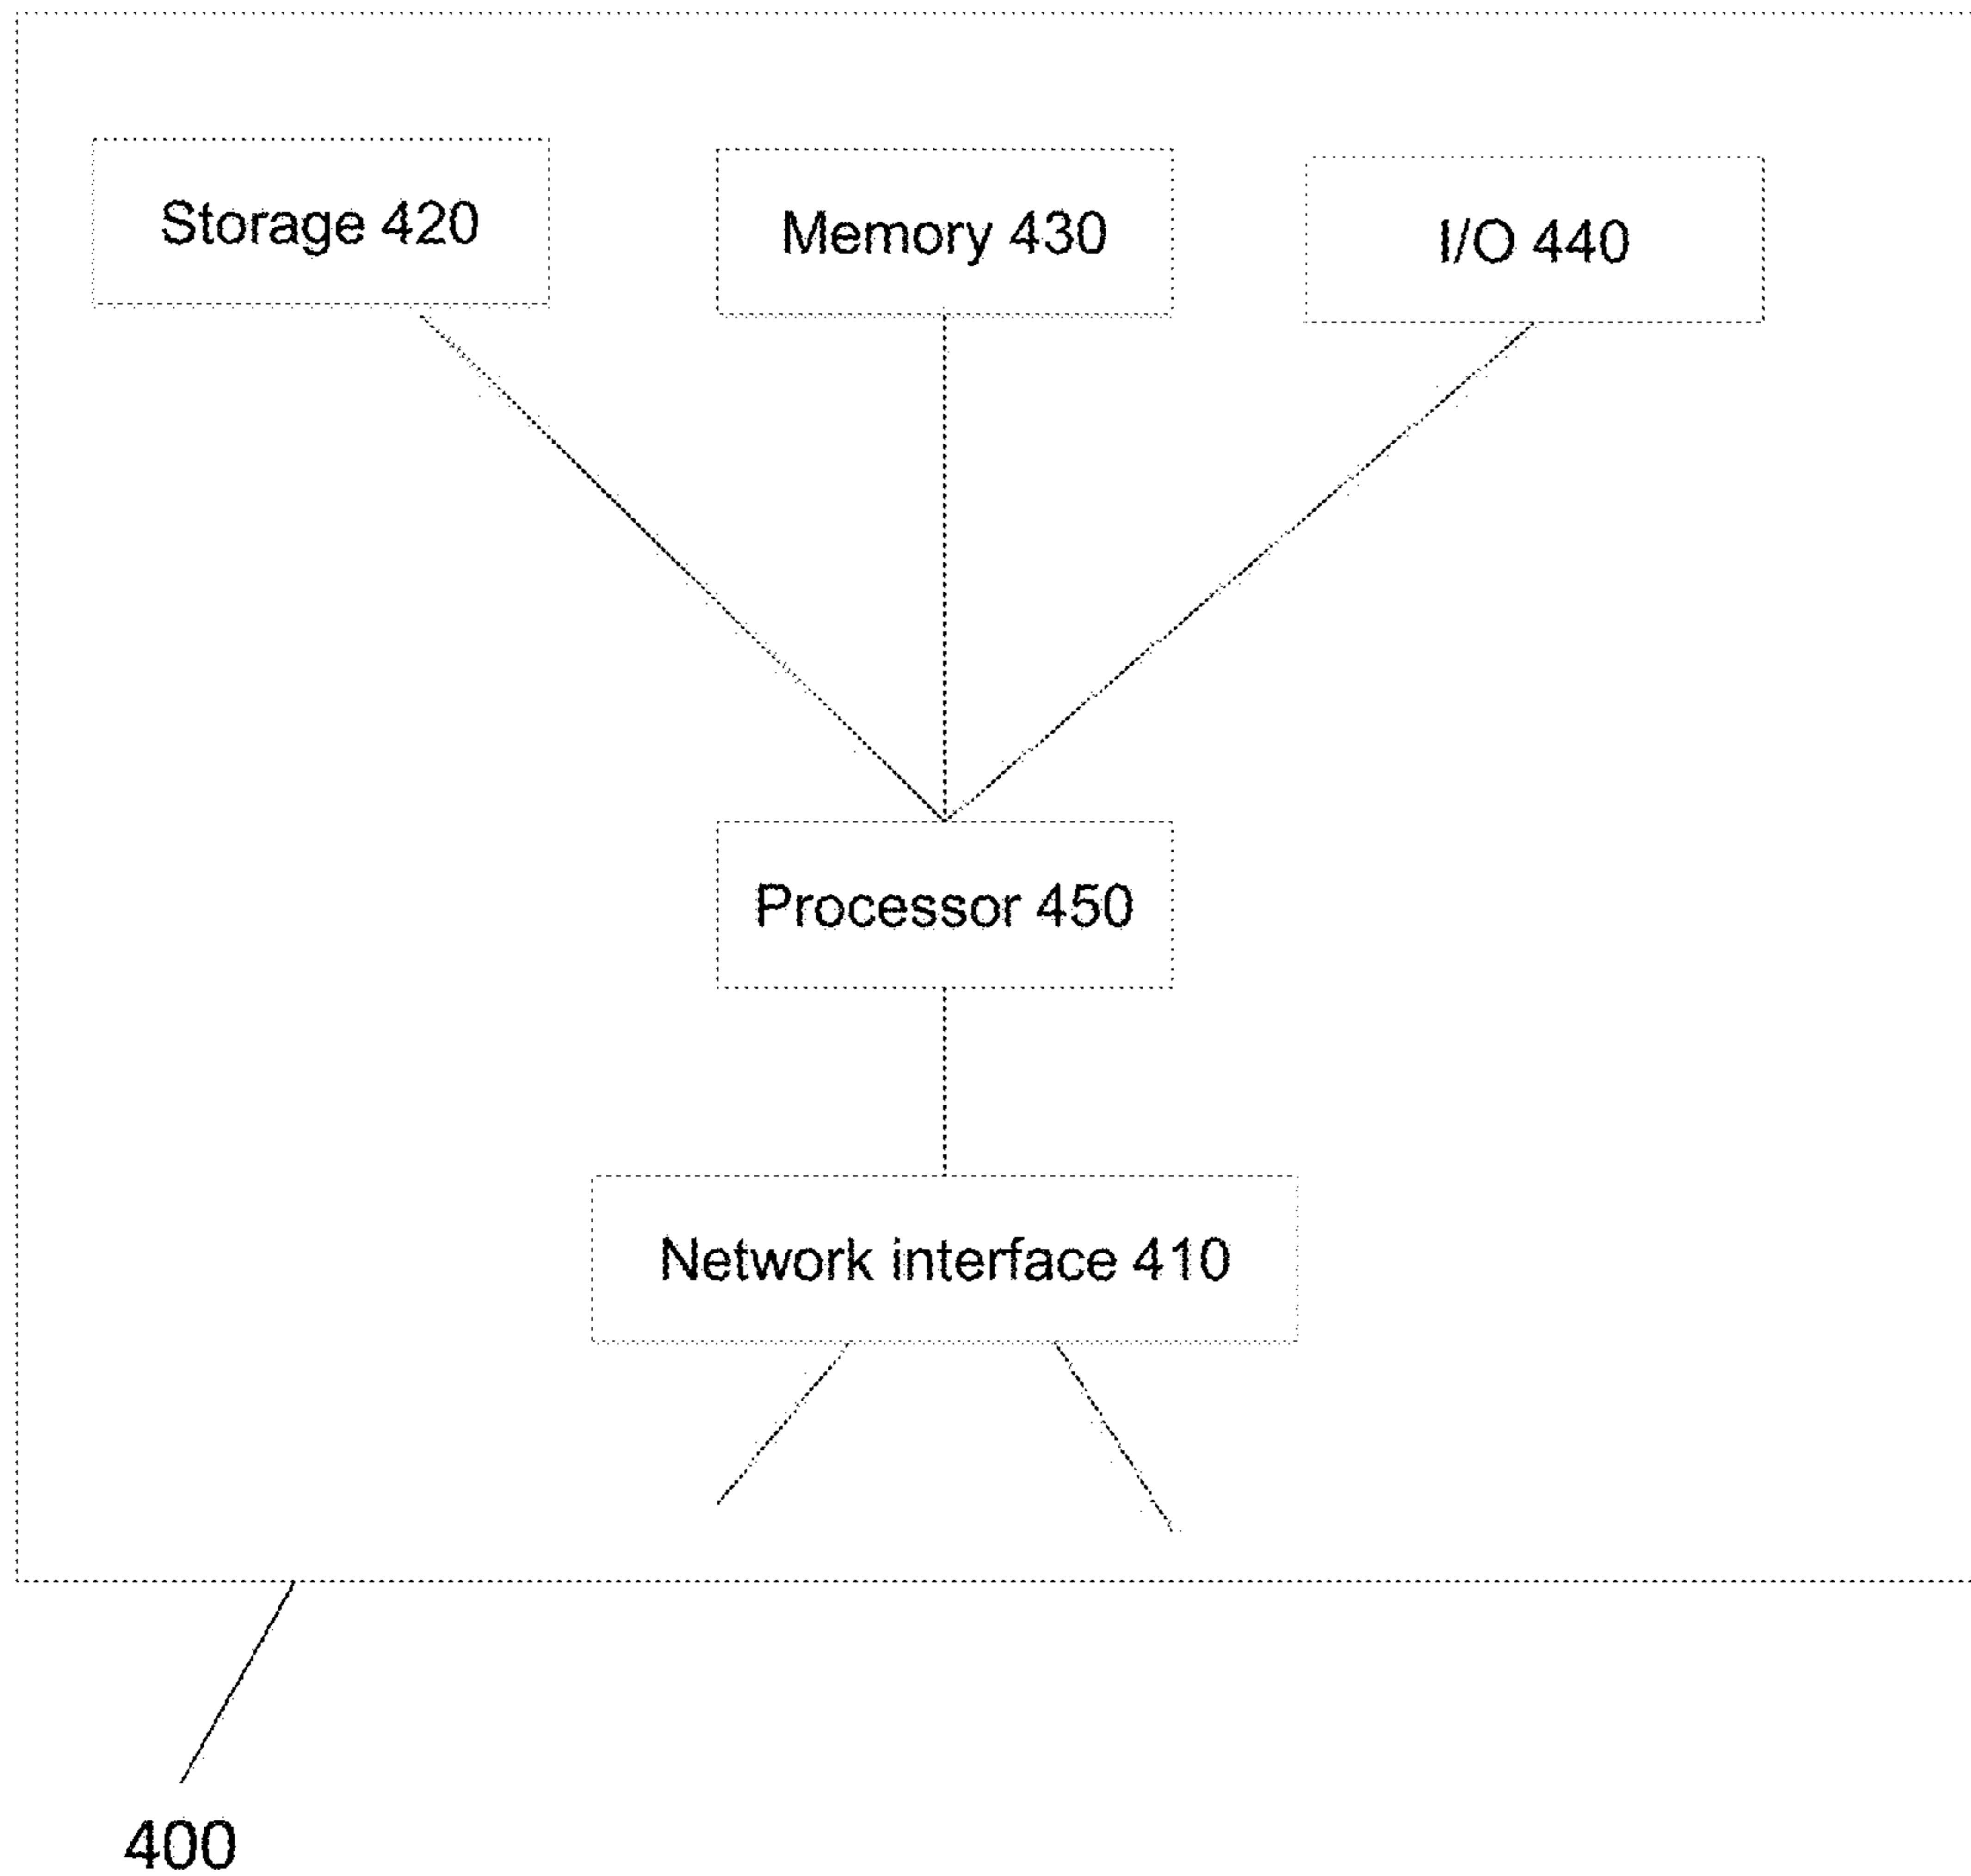 Storage 420
Memory 430
I/O 440
Processor 450
Network interface 410
400